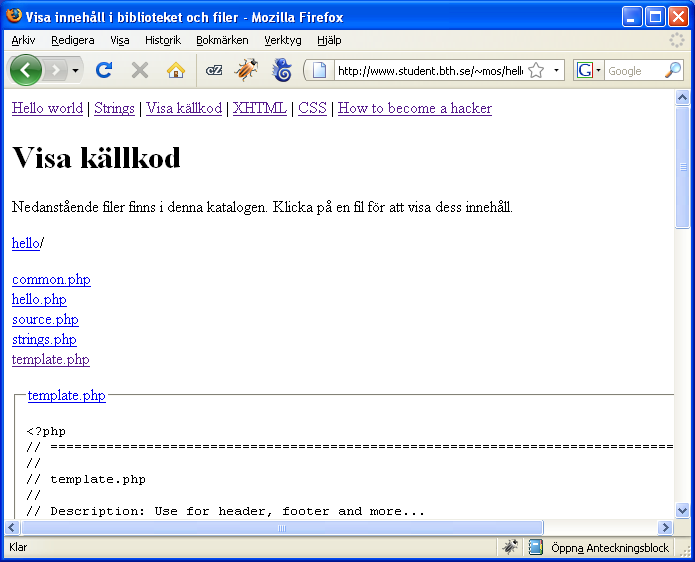 Visa innehåll i biblioteket och filer - Mozilla Firefox
Arkiv Redigera Visa Historik Bokmärken Verktyg Hjälp
http://www.student.bth.se/~mos/hell
Google
Hello world | Strings | Visa källkod | XHTML | CSS | How to become a hacker
Visa källkod
Nedanstående filer finns i denna katalogen. Klicka på en fil för att visa dess innehåll.
hello/
common.php
hello.php
source.php
strings.php
template.php
template.php
<?php
// =============================================================================
//
// template.php
//
// Description: Use for header, footer and more...
Klar
Öppna Anteckningsblock